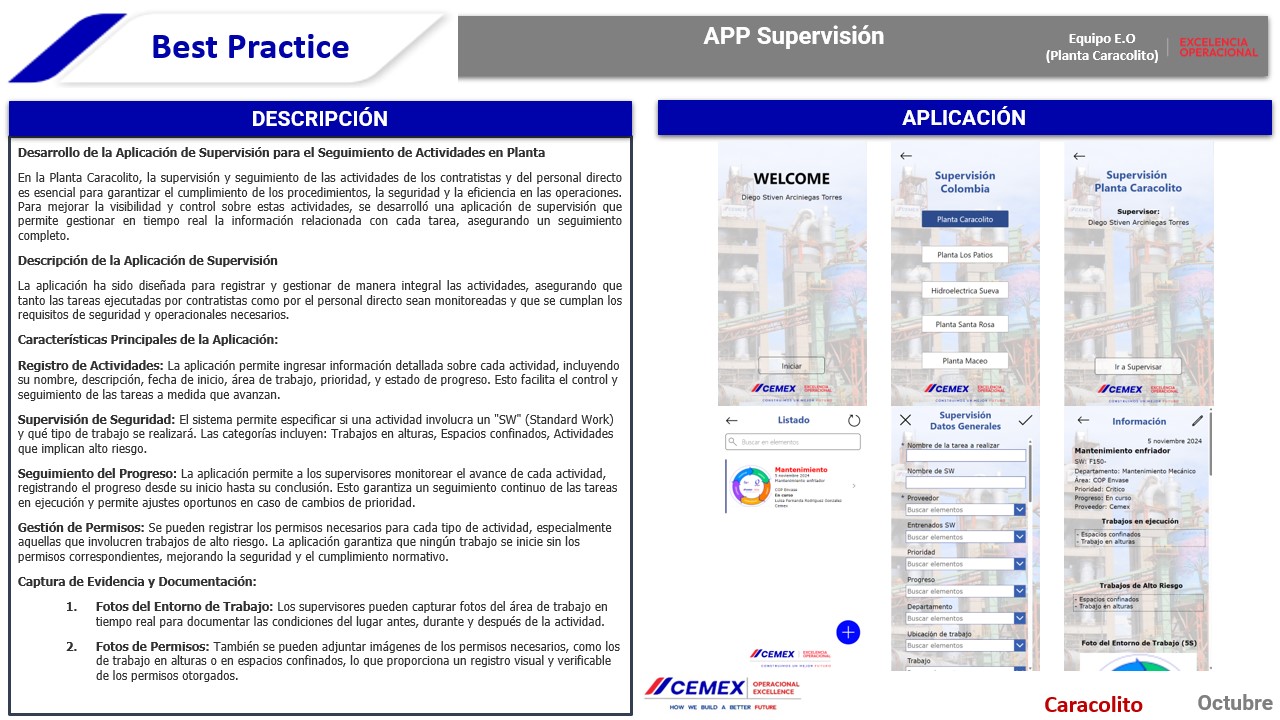 Best Practice
APP Supervisión
Equipo E.O
(Planta Caracolito)
EXCELENCIA
OPERACIONAL
DESCRIPCIÓN
Desarrollo de la Aplicación de Supervisión para el Seguimiento de Actividades en Planta
En la Planta Caracolito, la supervisión y seguimiento de las actividades de los contratistas y del personal directo
es esencial para garantizar el cumplimiento de los procedimientos, la seguridad y la eficiencia en las operaciones.
Para mejorar la visibilidad y control sobre estas actividades, se desarrolló una aplicación de supervisión que
permite gestionar en tiempo real la información relacionada con cada tarea, asegurando un seguimiento
completo.
Descripción de la Aplicación de Supervisión
La aplicación ha sido diseñada para registrar y gestionar de manera integral las actividades, asegurando que
tanto las tareas ejecutadas por contratistas como por el personal directo sean monitoreadas y que se cumplan los
requisitos de seguridad y operacionales necesarios.
Características Principales de la Aplicación:
Registro de Actividades: La aplicación permite ingresar información detallada sobre cada actividad, incluyendo
su nombre, descripción, fecha de inicio, área de trabajo, prioridad, y estado de progreso. Esto facilita el control y
seguimiento de las tareas a medida que avanzan.
Supervisión de Seguridad: El sistema permite especificar si una actividad involucra un "SW" (Standard Work)
y qué tipo de trabajo se realizará. Las categorías incluyen: Trabajos en alturas, Espacios confinados, Actividades
que implican alto riesgo.
Seguimiento del Progreso: La aplicación permite a los supervisores monitorear el avance de cada actividad,
registrando el progreso desde su inicio hasta su conclusión. Esto garantiza un seguimiento continuo de las tareas
en curso y permite ajustes oportunos en caso de cambios de prioridad.
Gestión de Permisos: Se pueden registrar los permisos necesarios para cada tipo de actividad, especialmente
aquellas que involucren trabajos de alto riesgo. La aplicación garantiza que ningún trabajo se inicie sin los
permisos correspondientes, mejorando la seguridad y el cumplimiento normativo.
Captura de Evidencia y Documentación:
1. Fotos del Entorno de Trabajo: Los supervisores pueden capturar fotos del área de trabajo en
tiempo real para documentar las condiciones del lugar antes, durante y después de la actividad.
2. Fotos de Permisos: También se pueden adjuntar imágenes de los permisos necesarios, como los
de trabajo en alturas o en espacios confinados, lo que proporciona un registro visual y verificable
de los permisos otorgados.
APLICACIÓN
WELCOME
Diego Stiven Arciniegas Torres
Iniciar
CEMEX
EXCELENCIA
OPERACIONAL
CONSTRUIMOS UN MEJOR FUTURO
Supervisión
Colombia
Planta Caracolito
Planta Los Patios
Hidroelectrica Sueva
Planta Santa Rosa
Planta Maceo
CEMEX
EXCELENCIA
OPERACIONAL
CONSTRUIMOS UN MEJOR FUTURO
Supervisión
Planta Caracolito
Supervisor:
Diego Stiven Arciniegas Torres
Ir a Supervisar
CEMEX
EXCELENCIA
OPERACIONAL
CONSTRUIMOS UN MEJOR FUTURO
Listado
Buscar en elementos
Mantenimiento
5 noviembre 2024
Mantenimiento enfriador
COP Envase
En curso
Luisa Fernanda Rodriguez Gonzalez
Cemex
CEMEX
EXCELENCIA
OPERACIONAL
CONSTRUIMOS UN MEJOR FUTURO
Supervisión
Datos Generales
* Nombre de la tarea a realizar
Nombre de SW
* Proveedor
Buscar elementos
Entrenados SW
Buscar elementos
Prioridad
Buscar elementos
Progreso
Buscar elementos
Departamento
Buscar elementos
Ubicación de trabajo
Buscar elementos
Trabajo
Información
5 noviembre 2024
Mantenimiento enfriador
SW: F150-
Departamento: Mantenimiento Mecánico
Área: COP Envase
Prioridad: Crítico
Progreso: En curso
Proveedor: Cemex
Trabajos en ejecución
- Espacios confinados
- Trabajo en alturas
Trabajos de Alto Riesgo
- Espacios confinados
- Trabajo en alturas
Foto del Entorno de Trabajo (5S)
CEMEX
OPERACIONAL
EXCELLENCE
HOW WE BUILD A BETTER FUTURE
Caracolito
Octubre